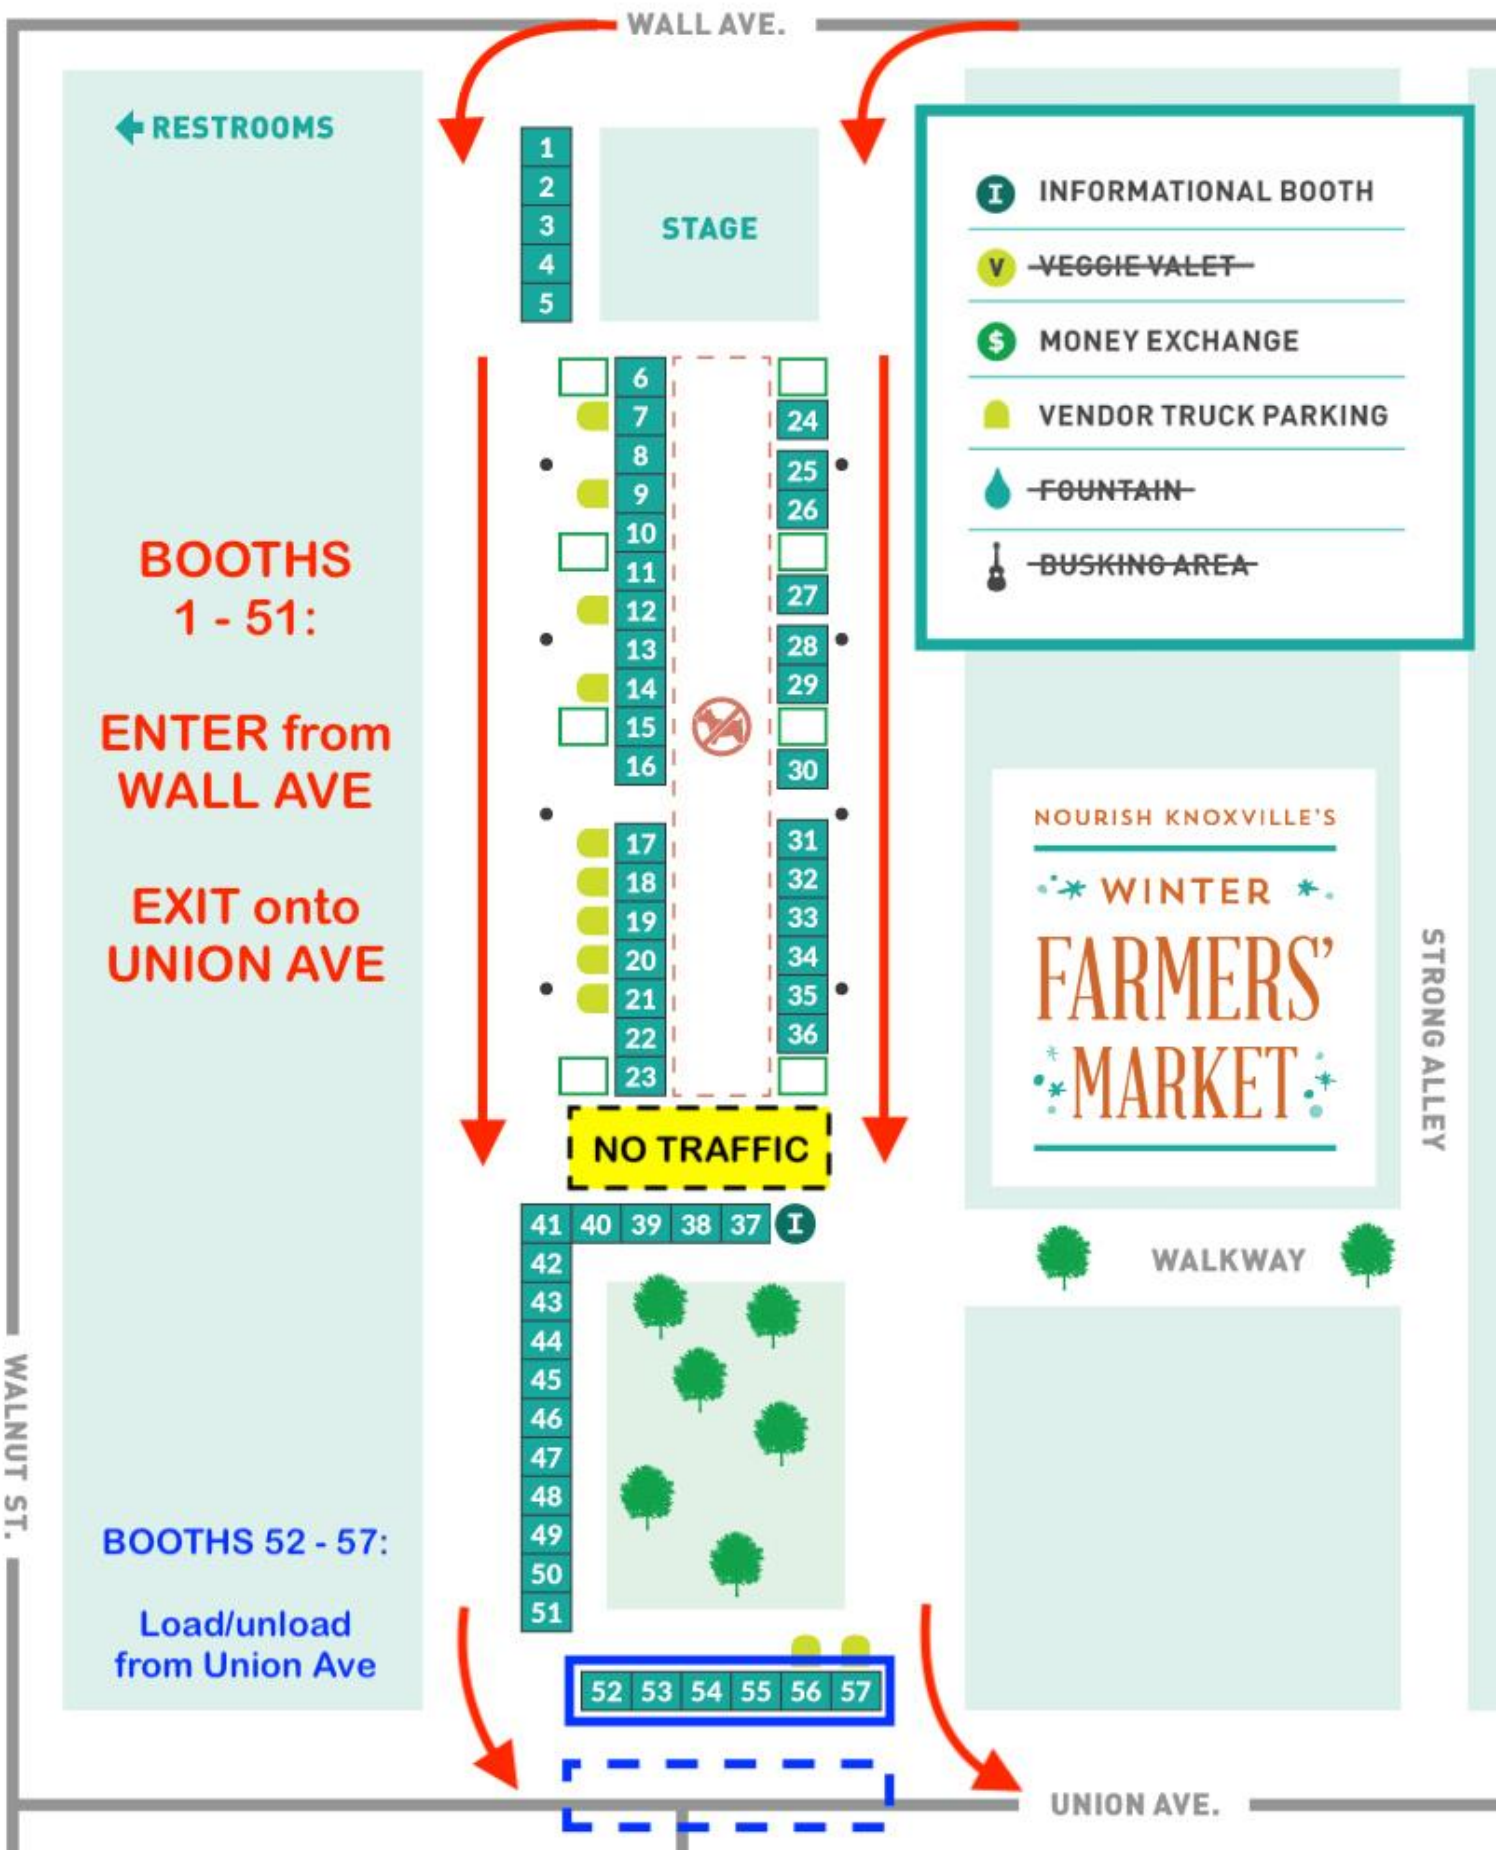 WALL AVE.
RESTROOMS
1
2
3
4
5
STAGE
I INFORMATIONAL BOOTH
V VEGGIE VALET
$ MONEY EXCHANGE
VENDOR TRUCK PARKING
FOUNTAIN
BUSKING AREA
BOOTHS
1 - 51:
ENTER from
WALL AVE
EXIT onto
UNION AVE
6
7
8
9
10
11
12
13
14
15
16
17
18
19
20
21
22
23
24
25
26
27
28
29
30
31
32
33
34
35
36
NOURISH KNOXVILLE'S
WINTER
FARMERS'
MARKET
STRONG ALLEY
NO TRAFFIC
41 40 39 38 37 I
42
43
44
45
46
47
48
49
50
51
WALKWAY
WALNUT ST.
BOOTHS 52 - 57:
Load/unload
from Union Ave
52 53 54 55 56 57
UNION AVE.